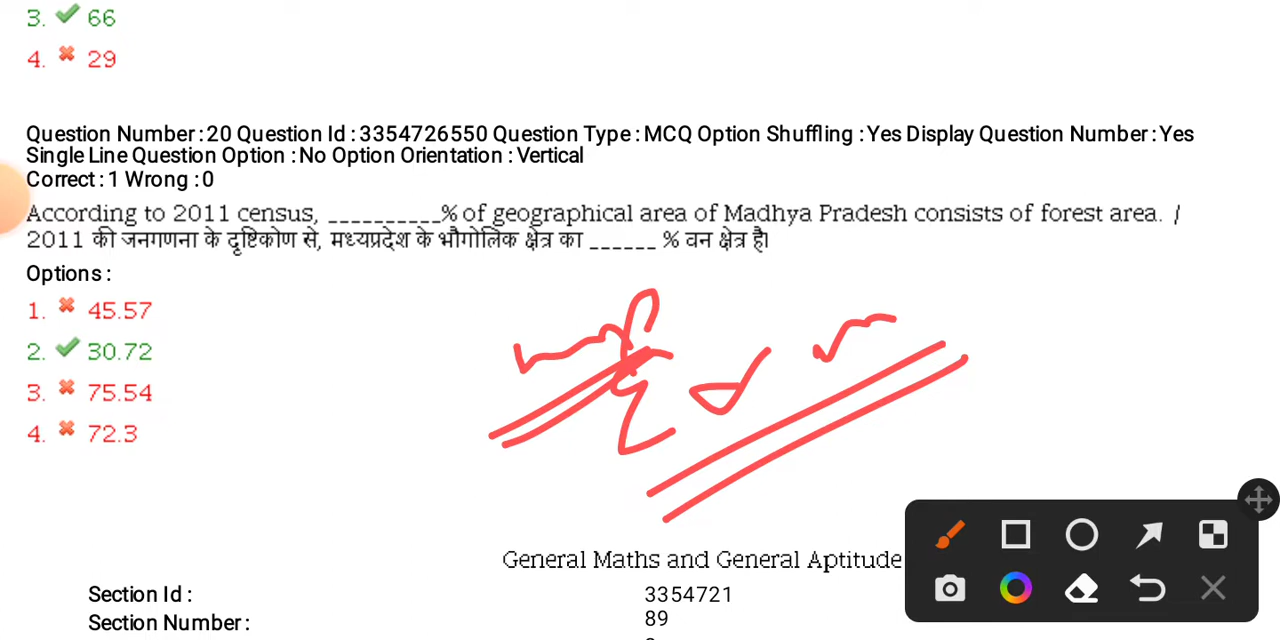 3. 66
4. 29
Question Number : 20 Question Id : 3354726550 Question Type : MCQ Option Shuffling : Yes Display Question Number : Yes
Single Line Question Option : No Option Orientation : Vertical
Correct : 1 Wrong : 0
According to 2011 census, __________% of geographical area of Madhya Pradesh consists of forest area. /
2011 की जनगणना के दृष्टिकोण से, मध्यप्रदेश के भौगोलिक क्षेत्र का ______ % वन क्षेत्र है।
Options :
1. 45.57
2. 30.72
3. 75.54
4. 72.3
General Maths and General Aptitude
Section Id : 3354721
Section Number : 89